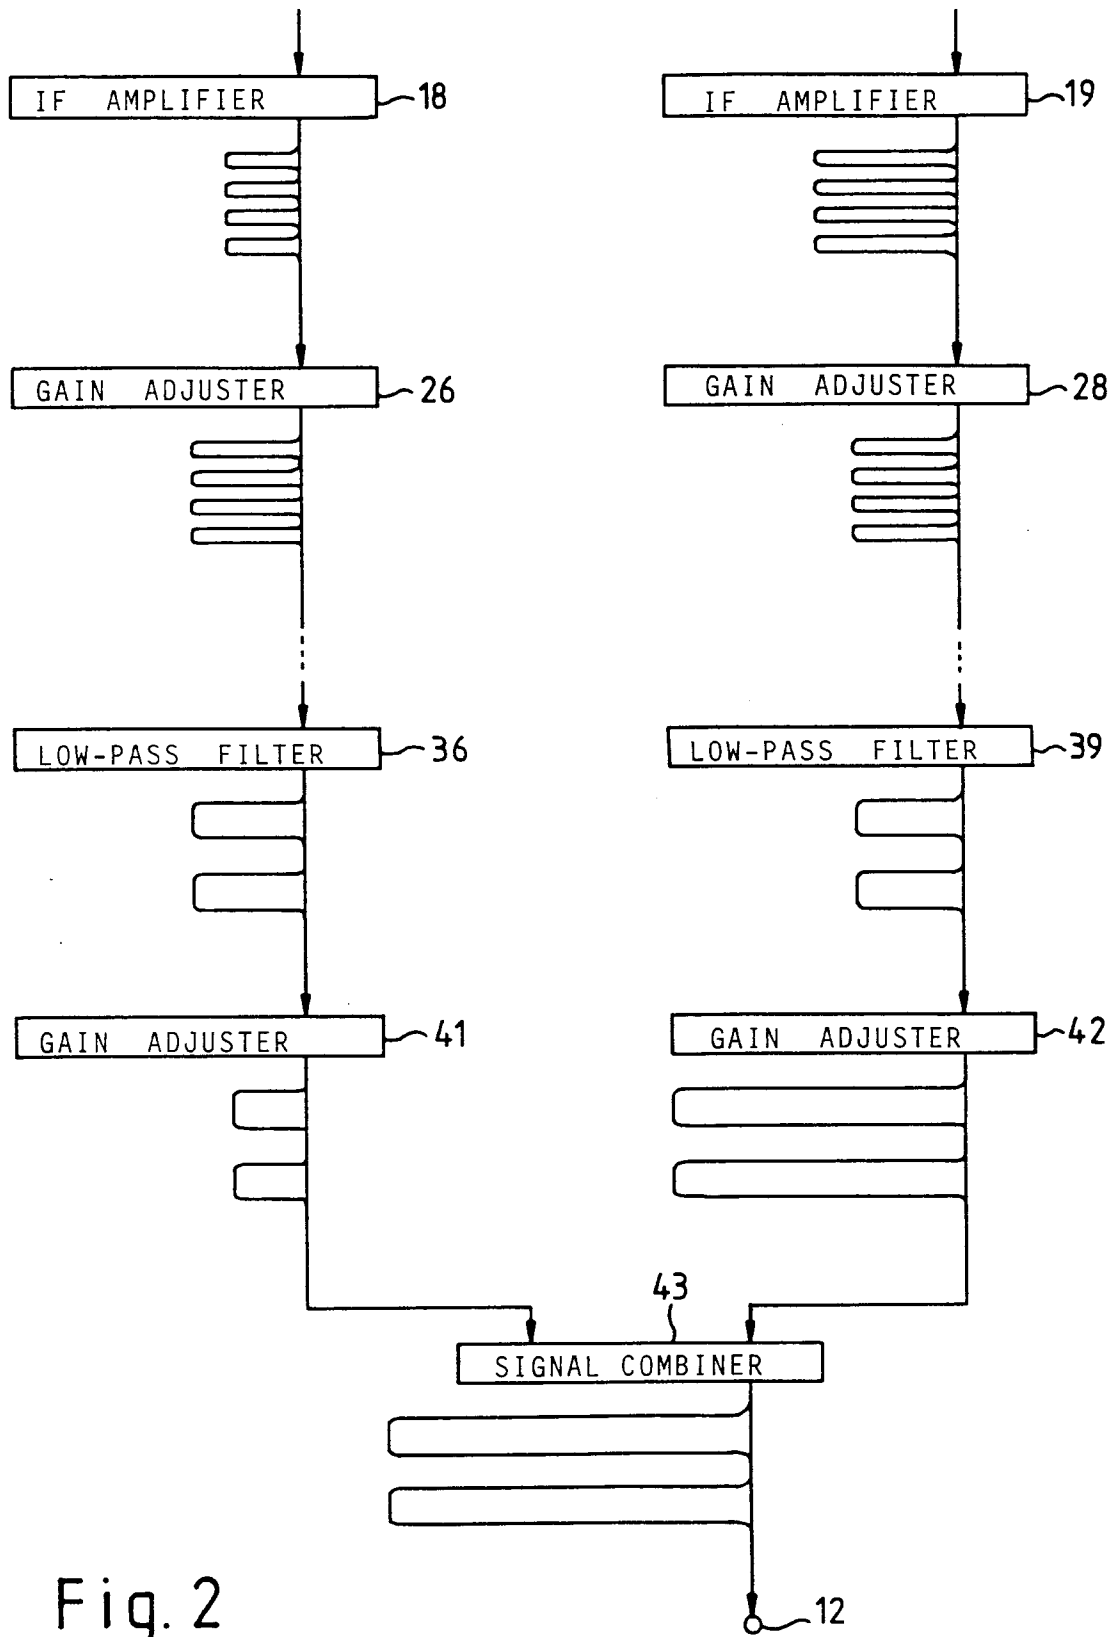 IF AMPLIFIER 18
IF AMPLIFIER 19
GAIN ADJUSTER 26
GAIN ADJUSTER 28
LOW-PASS FILTER 36
LOW-PASS FILTER 39
GAIN ADJUSTER 41
GAIN ADJUSTER 42
43
SIGNAL COMBINER
12
Fig. 2